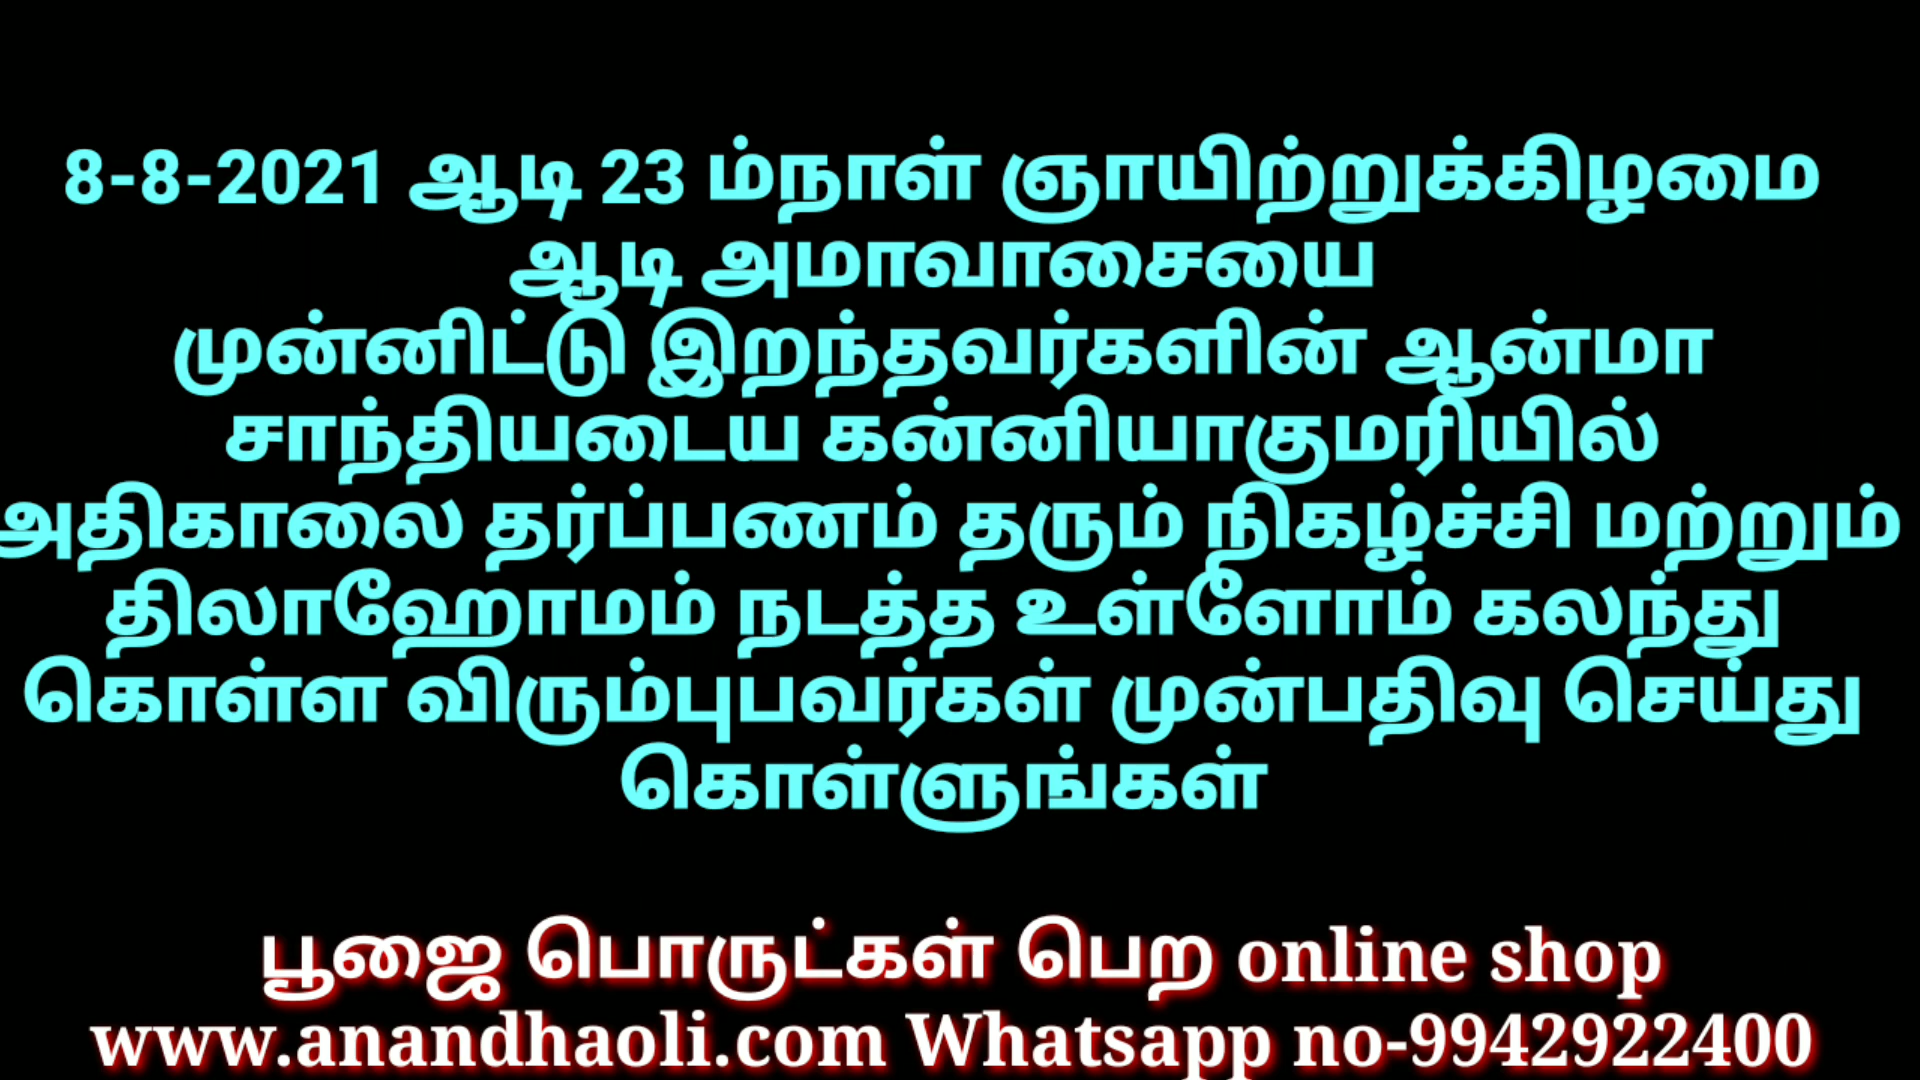 8-8-2021 ஆடி 23 ம்நாள் ஞாயிற்றுக்கிழமை
ஆடி அமாவாசையை
முன்னிட்டு இறந்தவர்களின் ஆன்மா
சாந்தியடைய கன்னியாகுமரியில்
அதிகாலை தர்ப்பணம் தரும் நிகழ்ச்சி மற்றும்
திலாஹோமம் நடத்த உள்ளோம் கலந்து
கொள்ள விரும்புபவர்கள் முன்பதிவு செய்து
கொள்ளுங்கள்
பூஜை பொருட்கள் பெற online shop
www.anandhaoli.com Whatsapp no-9942922400